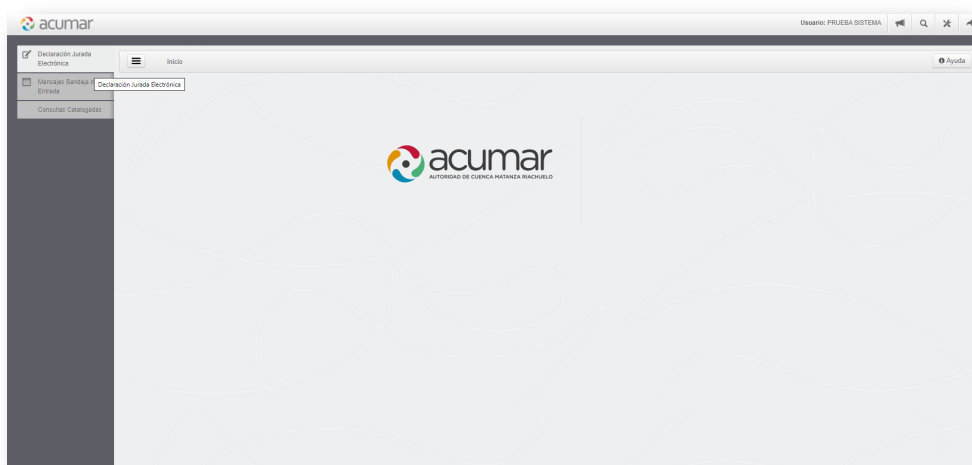 acumar
Usuario: PRUEBA SISTEMA
Declaración Jurada
Electrónica
Inicio
Ayuda
Mensajes Bandeja d
Entrada
Declaración Jurada Electrónica
Consultas Catalogadas
acumar
AUTORIDAD DE CUENCA MATANZA RIACHUELO